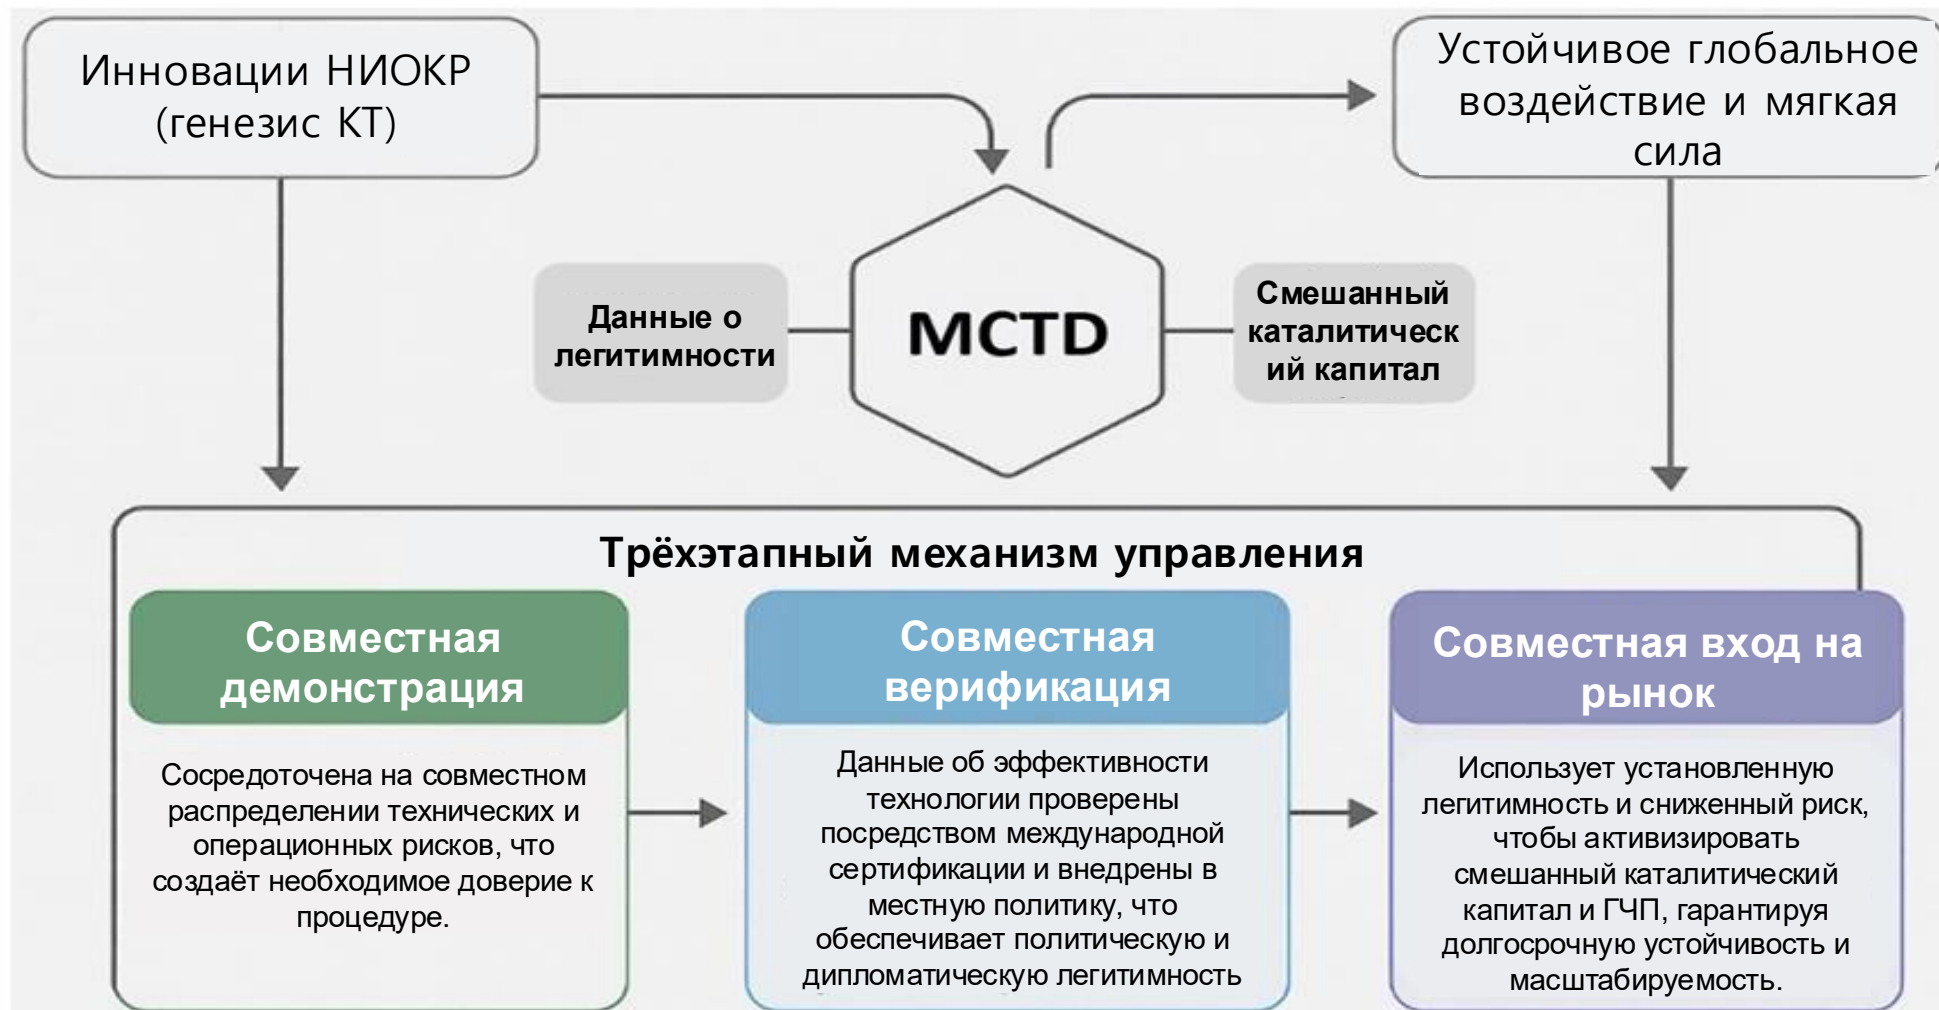 Инновации НИОКР
(генезис КТ)
Устойчивое глобальное
воздействие и мягкая
сила
Данные о
легитимности
MCTD
Смешанный
каталитическ
ий капитал
Трёхэтапный механизм управления
Совместная
демонстрация
Сосредоточена на совместном
распределении технических и
операционных рисков, что
создаёт необходимое доверие к
процедуре.
Совместная
верификация
Данные об эффективности
технологии проверены
посредством международной
сертификации и внедрены в
местную политику, что
обеспечивает политическую и
дипломатическую легитимность
Совместная вход на
рынок
Использует установленную
легитимность и сниженный риск,
чтобы активизировать
смешанный каталитический
капитал и ГЧП, гарантируя
долгосрочную устойчивость и
масштабируемость.